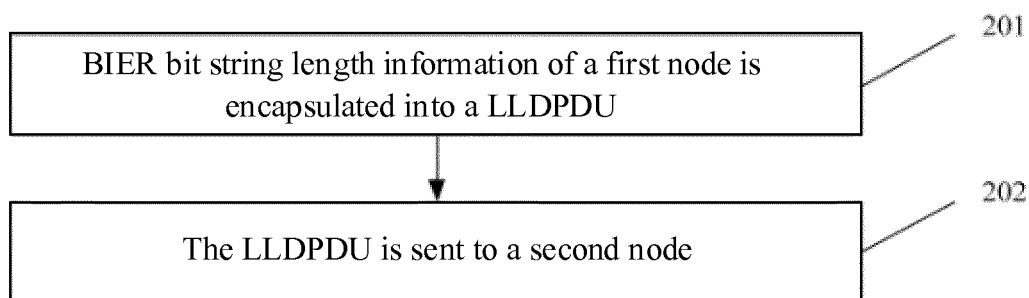 201
BIER bit string length information of a first node is
encapsulated into a LLDPDU
202
The LLDPDU is sent to a second node